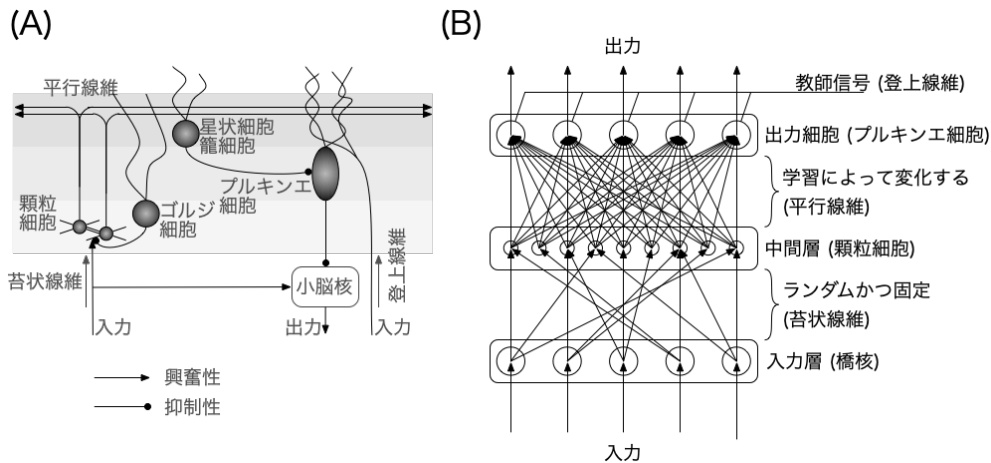 (A)
平行線維
星状細胞
籠細胞
プルキンエ
細胞
顆粒
細胞
ゴルジ
細胞
苔状線維
小脳核
登上線維
入力
出力
入力
興奮性
抑制性
(B)
出力
教師信号 (登上線維)
出力細胞 (プルキンエ細胞)
学習によって変化する
(平行線維)
中間層 (顆粒細胞)
ランダムかつ固定
(苔状線維)
入力層 (橋核)
入力